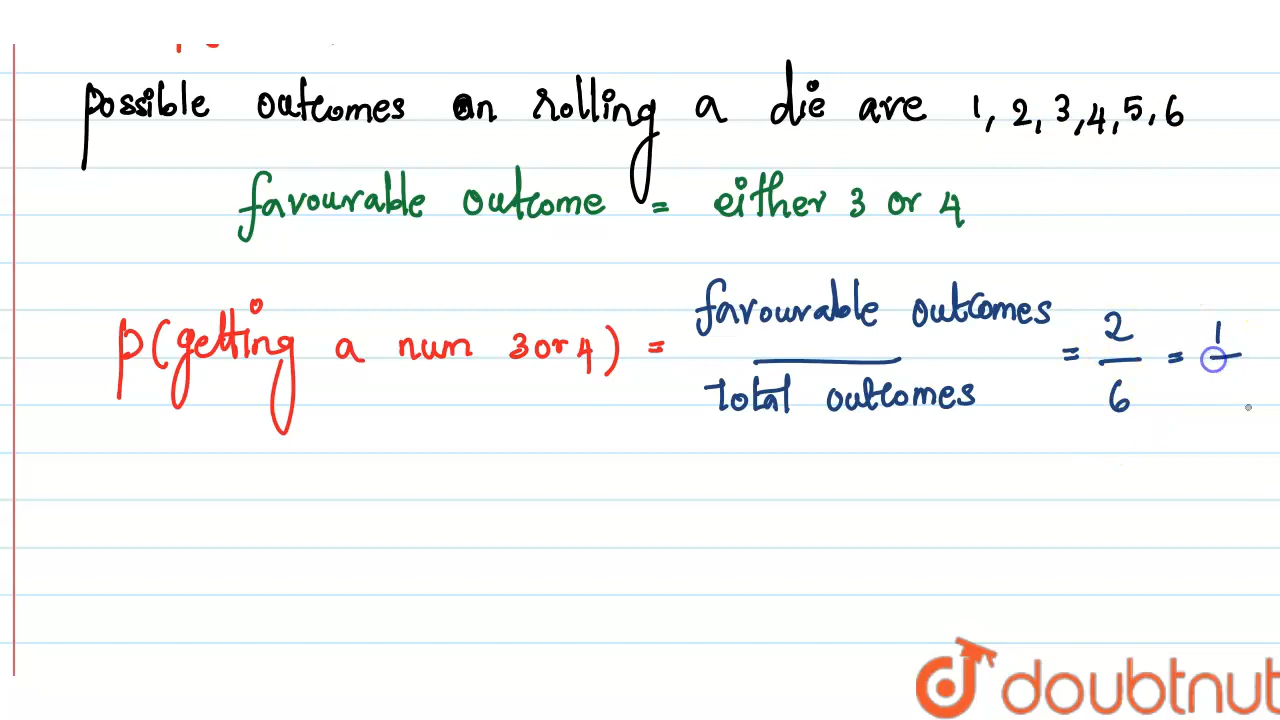 possible outcomes on rolling a die are 1, 2, 3, 4, 5, 6
favourable outcome = either 3 or 4
p(getting a num 3 or 4) = favourable outcomes / total outcomes = 2/6 = 1/
doubtnut